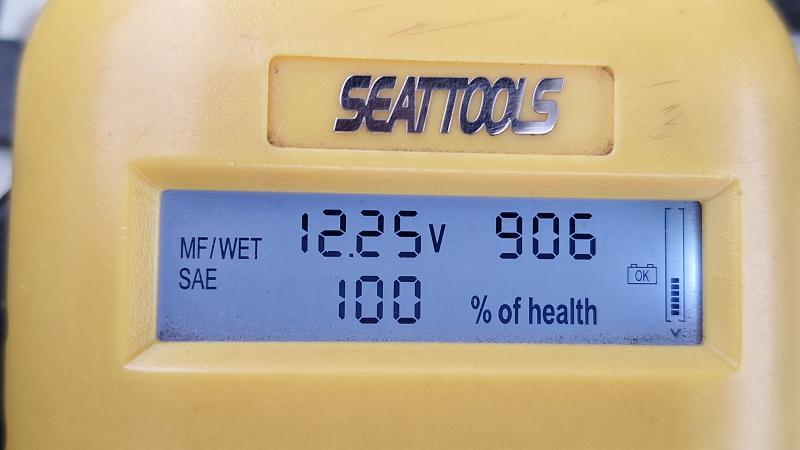 SEATTOOLS
MF/WET 12.25V 906
SAE 100 % of health
OK
V